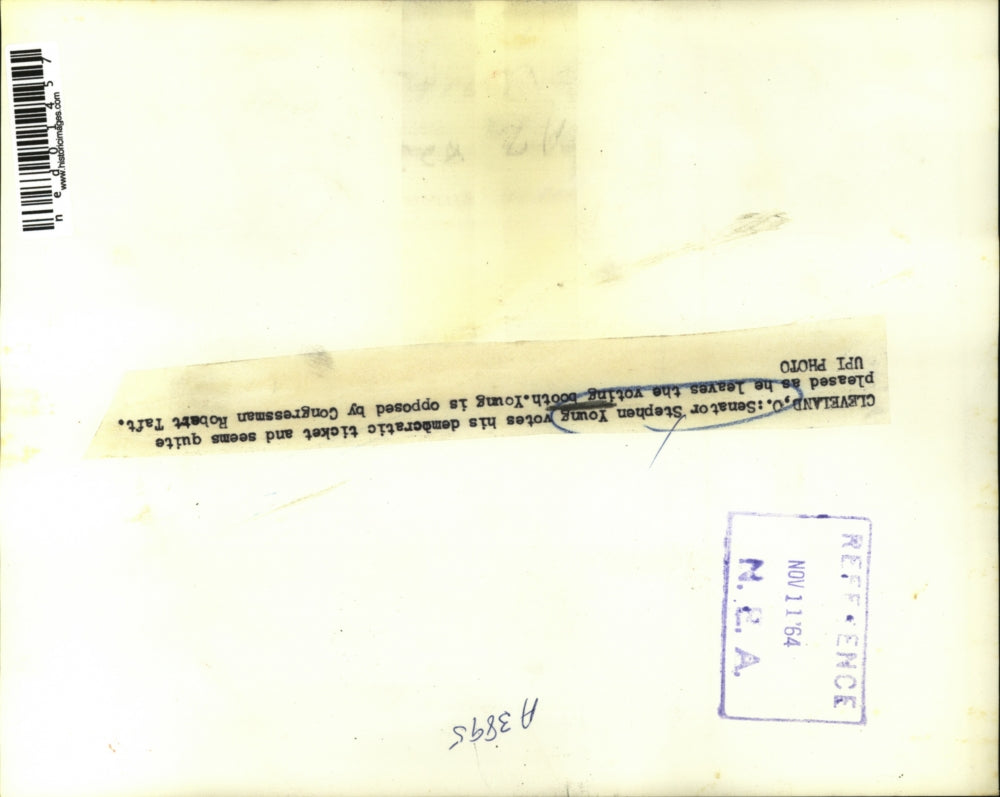 CLEVELAND,O.:Senator Stephen Young votes his democratic ticket and seems quite
pleased as he leaves the voting booth.Young is opposed by Congressman Robert Taft.
UPI PHOTO
REFERENCE
NOV 11 '64
N.E.A.
A3895
ned01457
www.historicimages.com